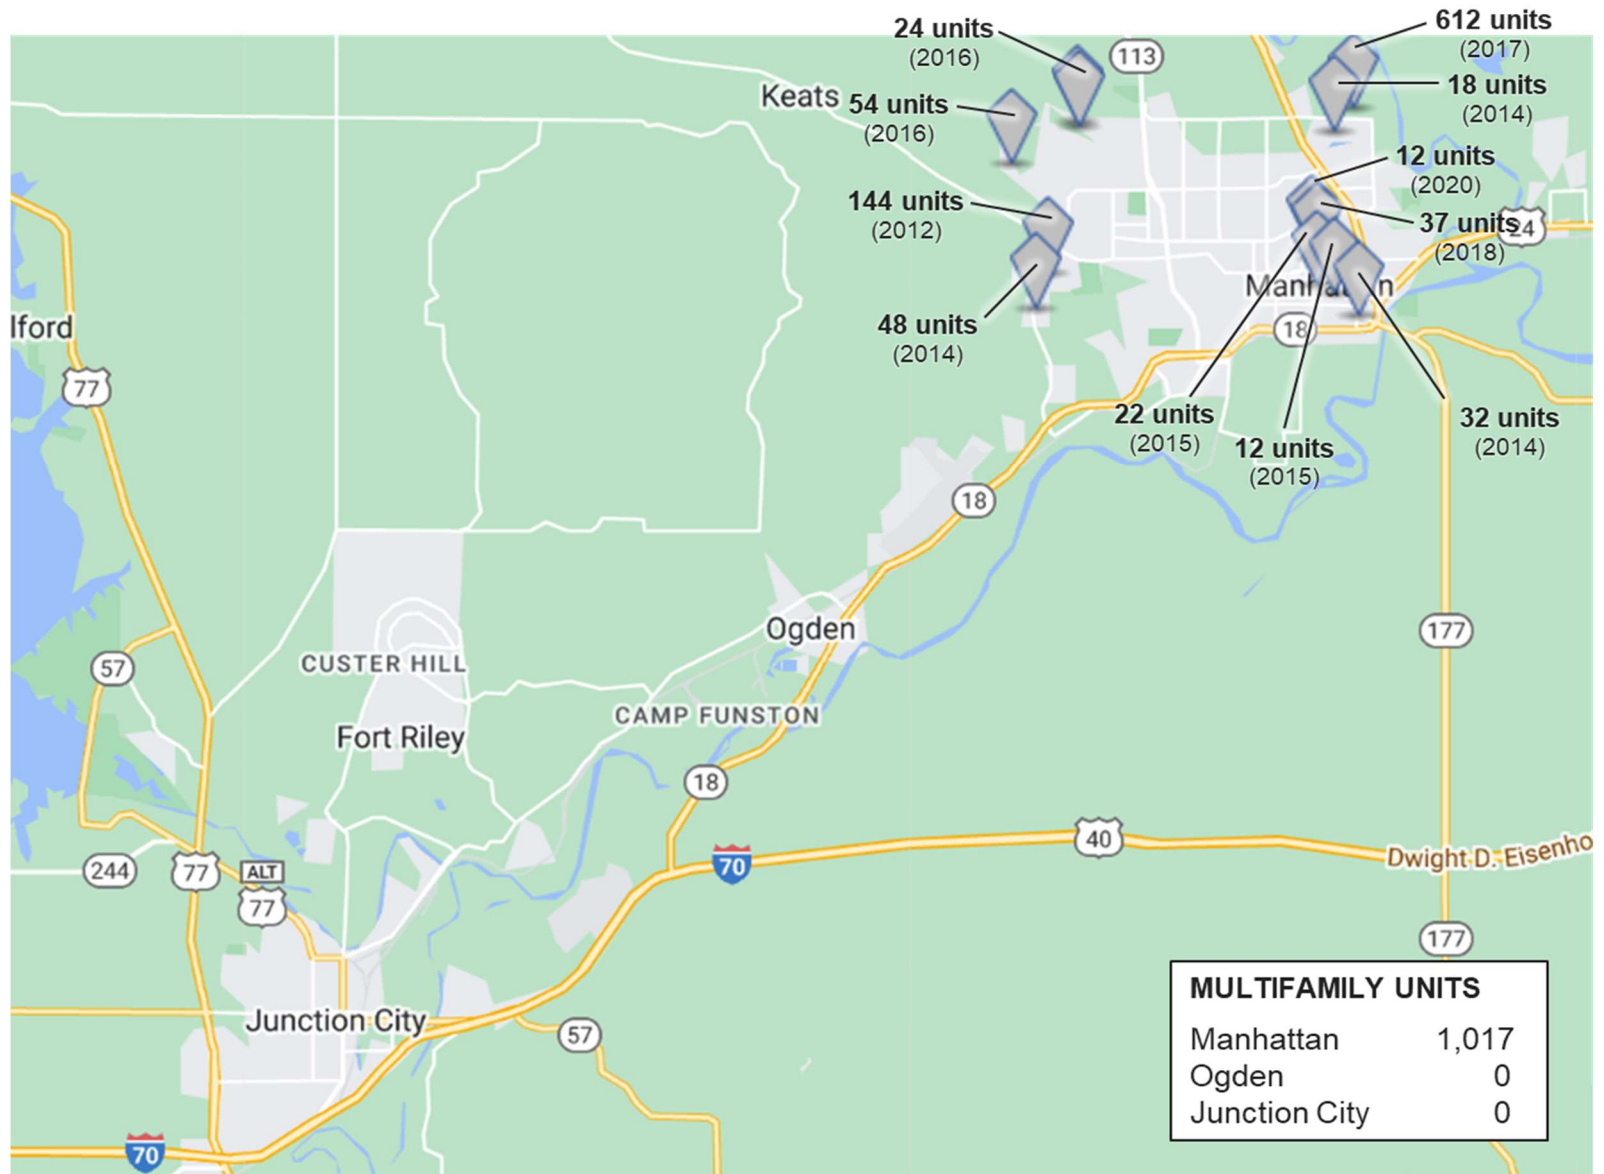 24 units
(2016)
113
612 units
(2017)
Keats
54 units
(2016)
18 units
(2014)
12 units
(2020)
144 units
(2012)
37 units
(2018)
24
Manhattan
18
48 units
(2014)
lford
77
22 units
(2015)
12 units
(2015)
32 units
(2014)
18
Ogden
177
57
CUSTER HILL
CAMP FUNSTON
Fort Riley
18
40
70
Dwight D. Eisenho
244
77
ALT
77
177
Junction City
57
70
MULTIFAMILY UNITS
Manhattan 1,017
Ogden 0
Junction City 0